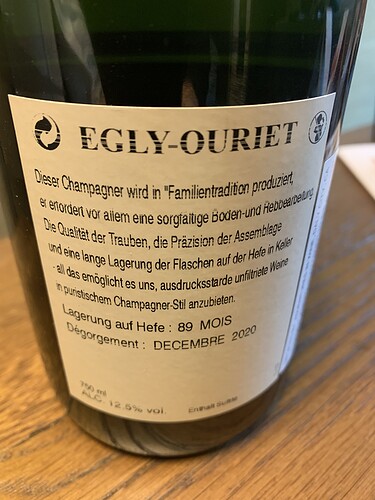 EGLY-OURIET
Dieser Champagner wird in "Familientradition produziert,
er erfordert vor allem eine sorgfältige Boden-und Rebbearbeitung.
Die Qualität der Trauben, die Präzision der Assemblage
und eine lange Lagerung der Flaschen auf der Hefe in Keller
- all das emöglicht es uns, ausdrucksstarde unfiltriete Weine
in puristischem Champagner-Stil anzubieten.
Lagerung auf Hefe : 89 MOIS
Dégorgement : DECEMBRE 2020
750 ml
ALC. 12.5% vol.
Enthält Sulfite